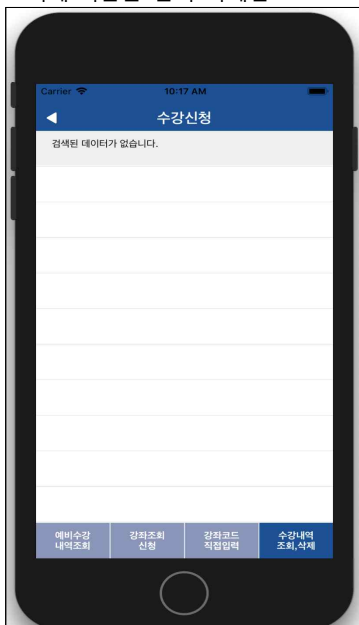 Carrier 10:17 AM
수강신청
검색된 데이터가 없습니다.
예비수강 강좌조회 강좌코드 수강내역
내역조회 신청 직접입력 조회,삭제